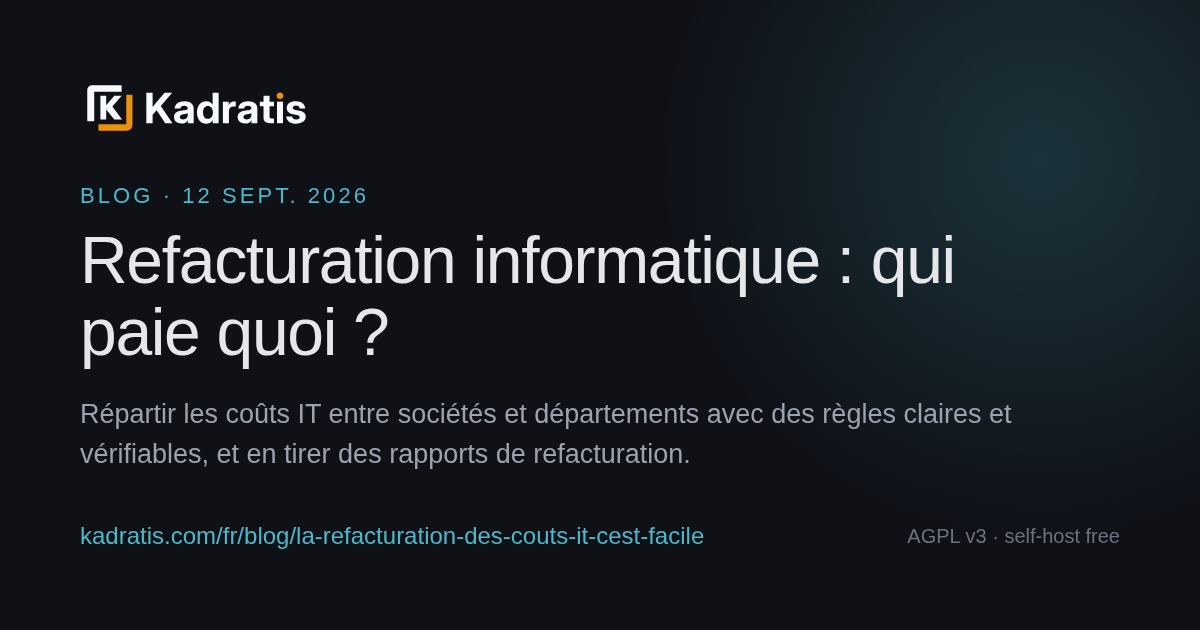 Kadratis
BLOG · 12 SEPT. 2026
Refacturation informatique : qui
paie quoi ?
Répartir les coûts IT entre sociétés et départements avec des règles claires et
vérifiables, et en tirer des rapports de refacturation.
kadratis.com/fr/blog/la-refacturation-des-couts-it-cest-facile
AGPL v3 · self-host free